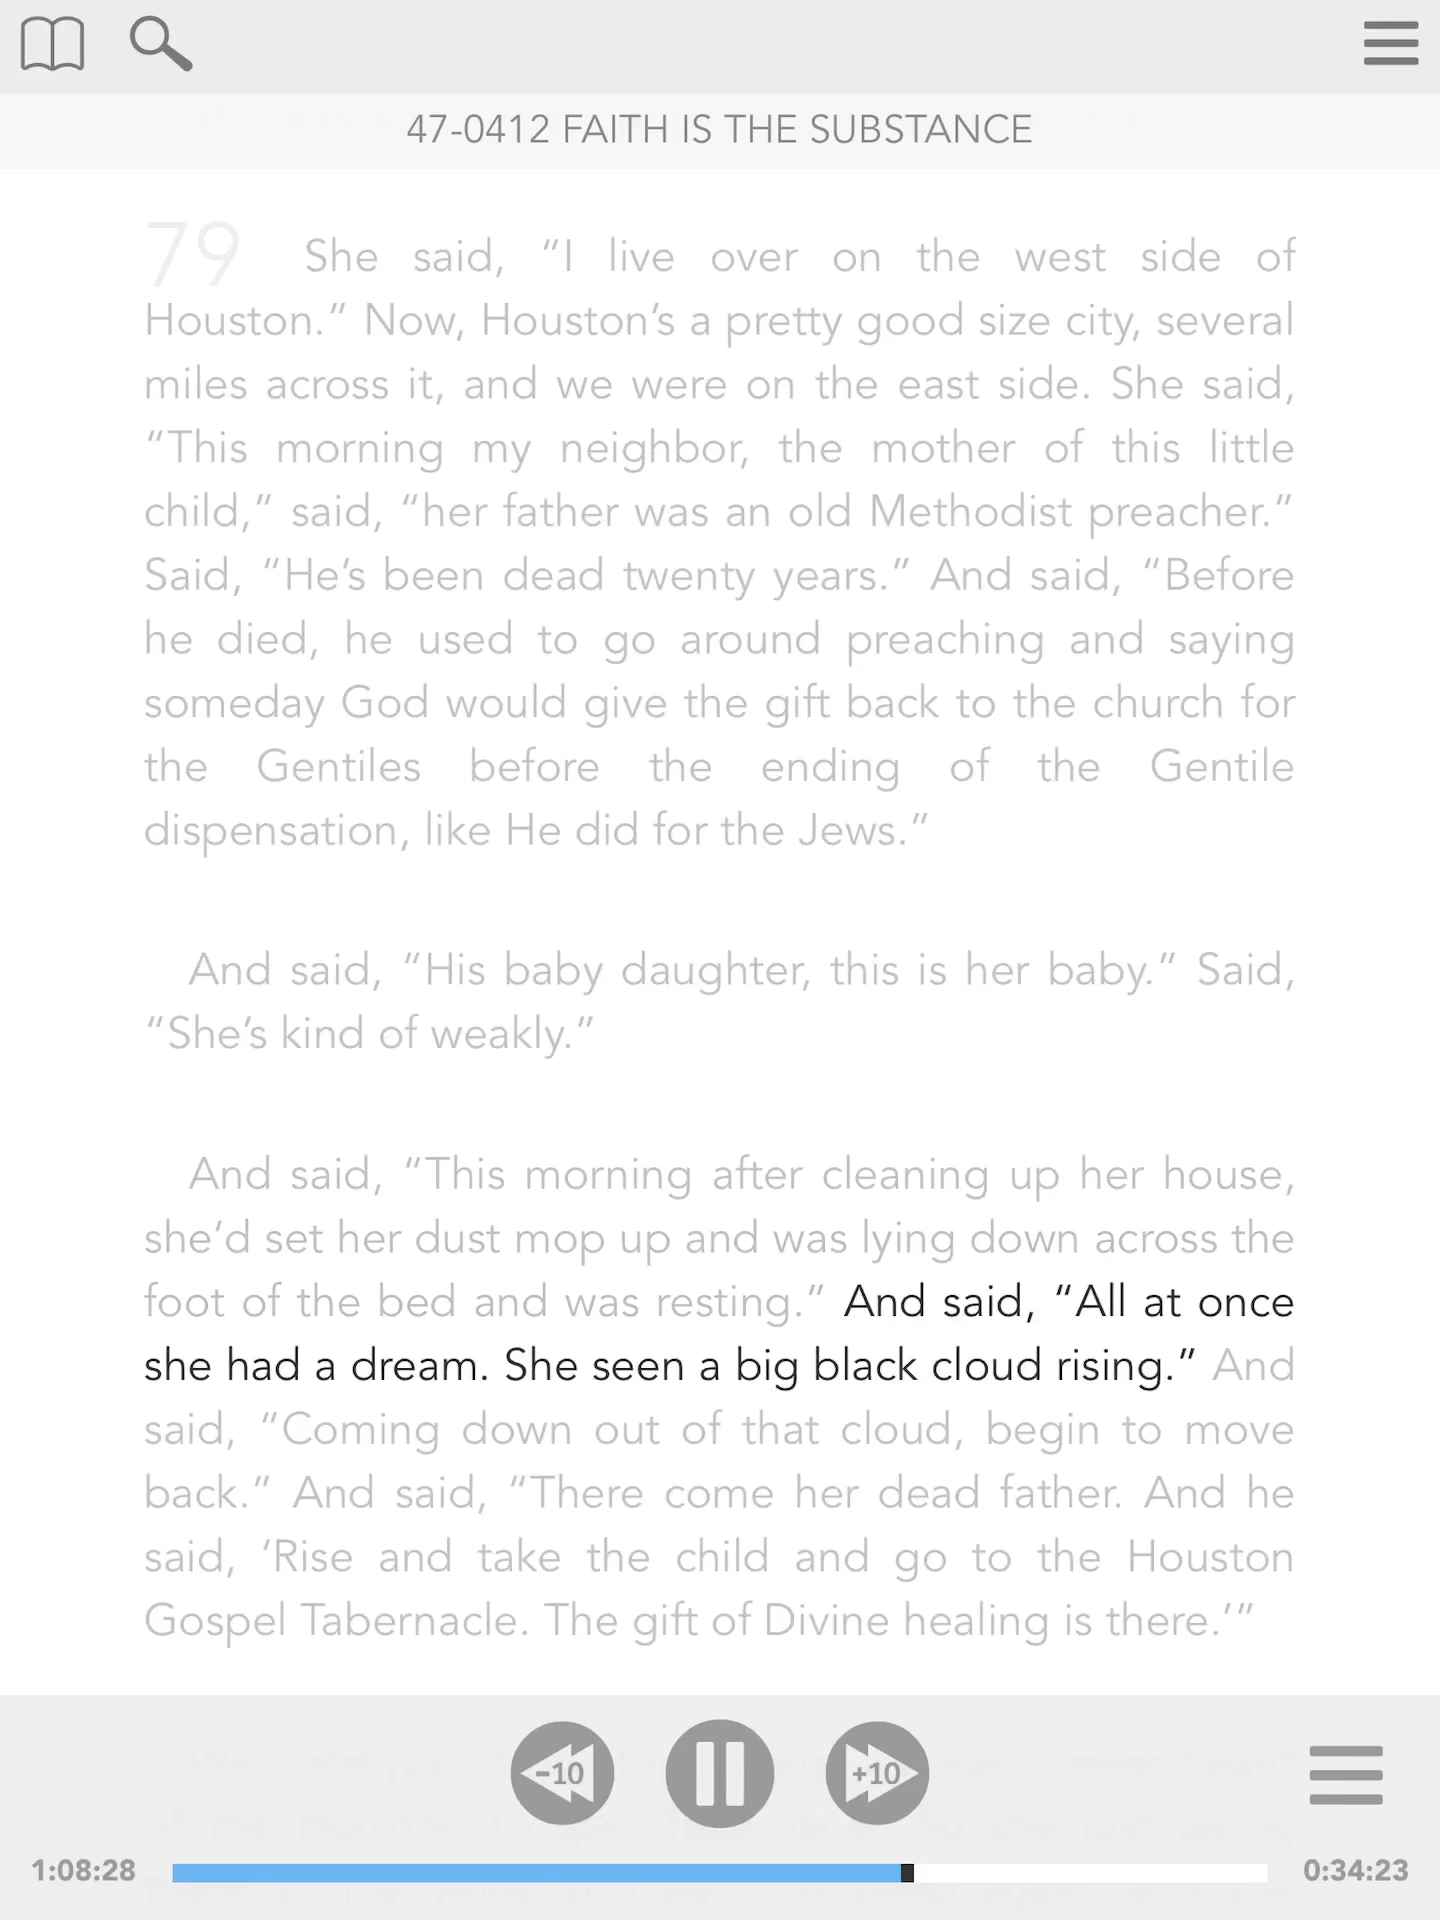 47-0412 FAITH IS THE SUBSTANCE
79 She said, “I live over on the west side of
Houston.” Now, Houston’s a pretty good size city, several
miles across it, and we were on the east side. She said,
“This morning my neighbor, the mother of this little
child,” said, “her father was an old Methodist preacher.”
Said, “He’s been dead twenty years.” And said, “Before
he died, he used to go around preaching and saying
someday God would give the gift back to the church for
the Gentiles before the ending of the Gentile
dispensation, like He did for the Jews.”
And said, “His baby daughter, this is her baby.” Said,
“She’s kind of weakly.”
And said, “This morning after cleaning up her house,
she’d set her dust mop up and was lying down across the
foot of the bed and was resting.” And said, “All at once
she had a dream. She seen a big black cloud rising.” And
said, “Coming down out of that cloud, begin to move
back.” And said, “There come her dead father. And he
said, ‘Rise and take the child and go to the Houston
Gospel Tabernacle. The gift of Divine healing is there.’”
-10 +10
1:08:28 0:34:23